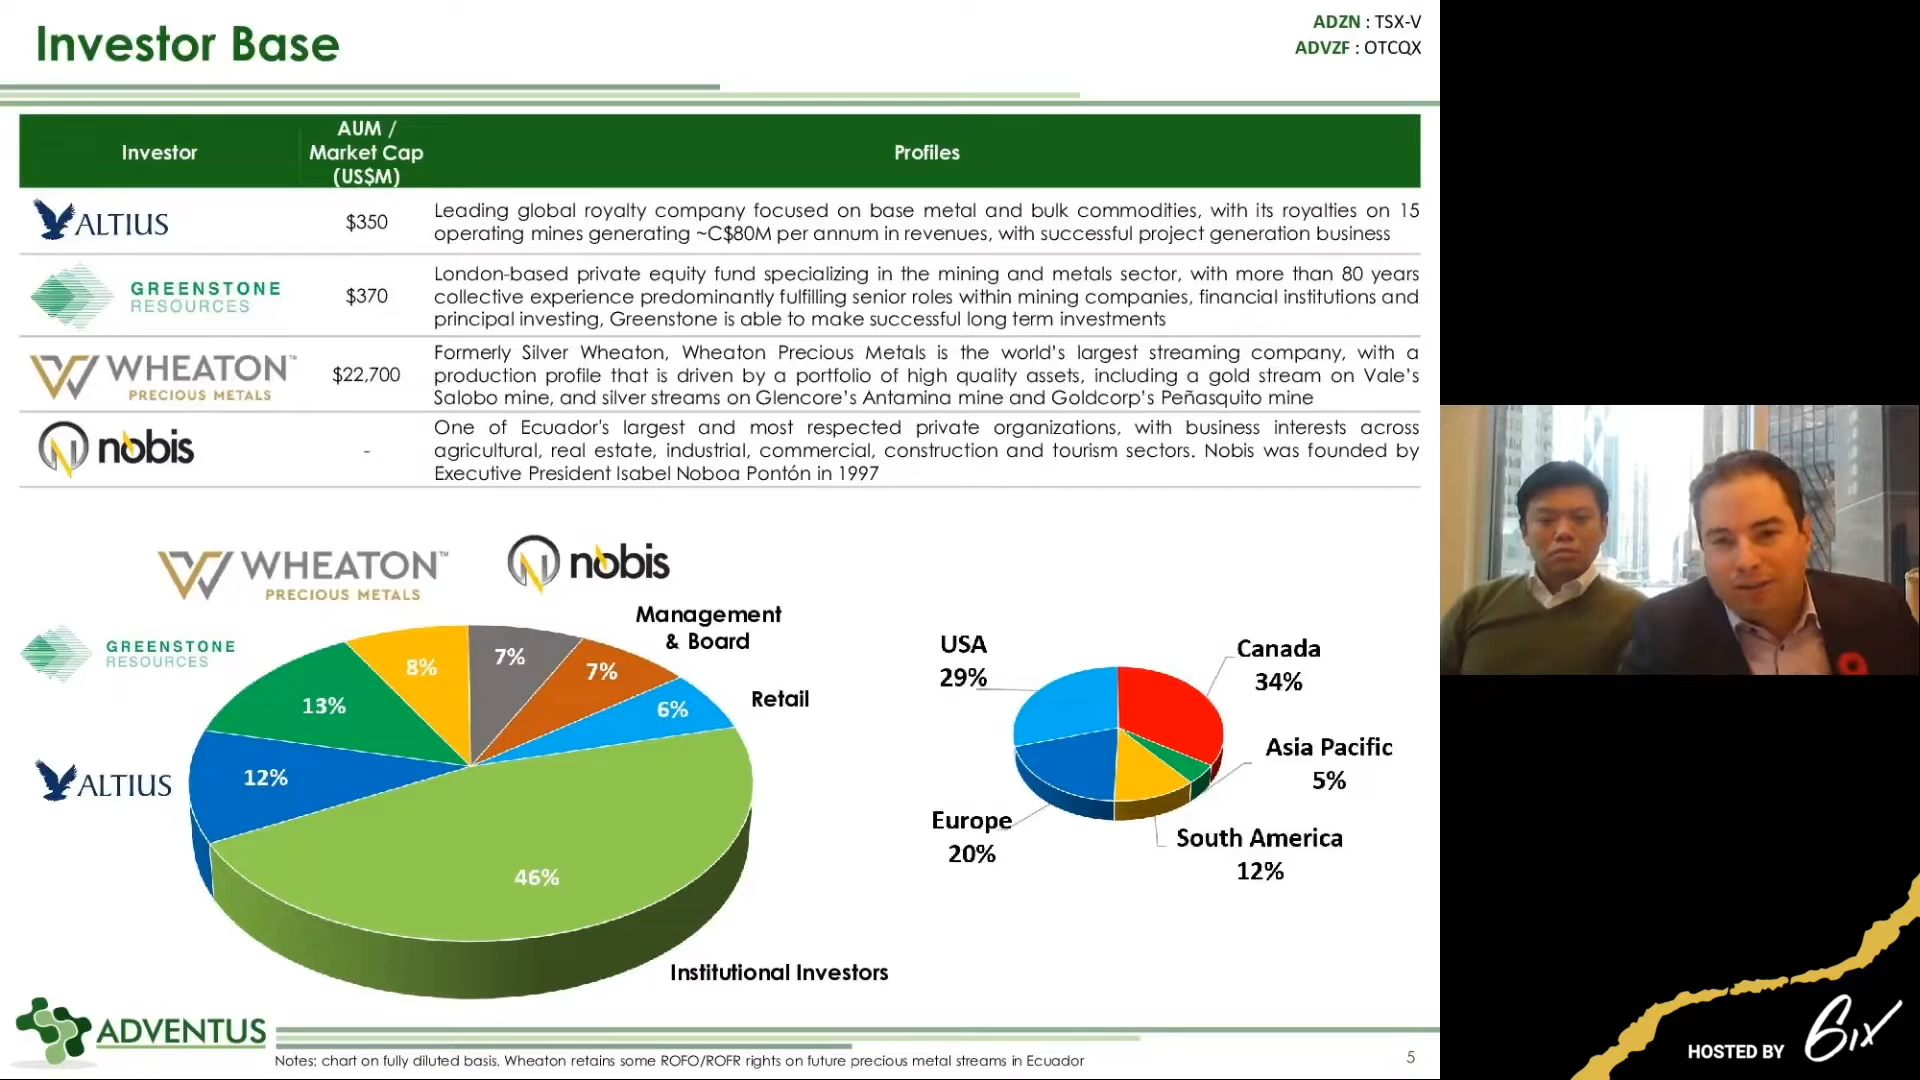 Investor Base
ADZN : TSX-V
ADVZF : OTCQX
Investor
AUM /
Market Cap
(US$M)
Profiles
ALTIUS
$350
Leading global royalty company focused on base metal and bulk commodities, with its royalties on 15
operating mines generating ~C$80M per annum in revenues, with successful project generation business
GREENSTONE
RESOURCES
$370
London-based private equity fund specializing in the mining and metals sector, with more than 80 years
collective experience predominantly fulfilling senior roles within mining companies, financial institutions and
principal investing, Greenstone is able to make successful long term investments
WHEATON™
PRECIOUS METALS
$22,700
Formerly Silver Wheaton, Wheaton Precious Metals is the world's largest streaming company, with a
production profile that is driven by a portfolio of high quality assets, including a gold stream on Vale's
Salobo mine, and silver streams on Glencore's Antamina mine and Goldcorp's Peñasquito mine
nobis
-
One of Ecuador's largest and most respected private organizations, with business interests across
agricultural, real estate, industrial, commercial, construction and tourism sectors. Nobis was founded by
Executive President Isabel Noboa Pontón in 1997
WHEATON™
PRECIOUS METALS
nobis
Management
& Board
GREENSTONE
RESOURCES
8%
7%
7%
Retail
13%
6%
ALTIUS
12%
46%
Institutional Investors
USA
29%
Canada
34%
Asia Pacific
5%
Europe
20%
South America
12%
ADVENTUS
Notes: chart on fully diluted basis. Wheaton retains some ROFO/ROFR rights on future precious metal streams in Ecuador
5
HOSTED BY 6ix